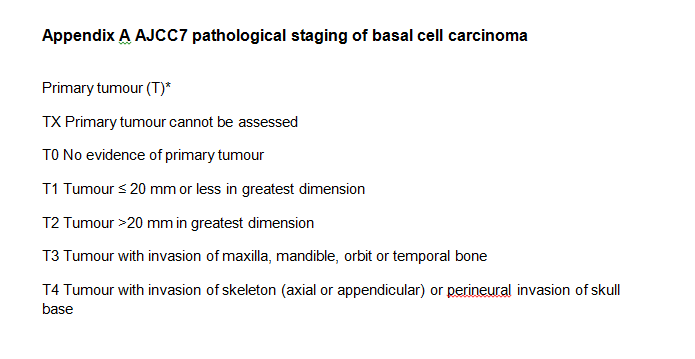 Appendix A AJCC7 pathological staging of basal cell carcinoma
Primary tumour (T)*
TX Primary tumour cannot be assessed
T0 No evidence of primary tumour
T1 Tumour ≤ 20 mm or less in greatest dimension
T2 Tumour >20 mm in greatest dimension
T3 Tumour with invasion of maxilla, mandible, orbit or temporal bone
T4 Tumour with invasion of skeleton (axial or appendicular) or perineural invasion of skull
base